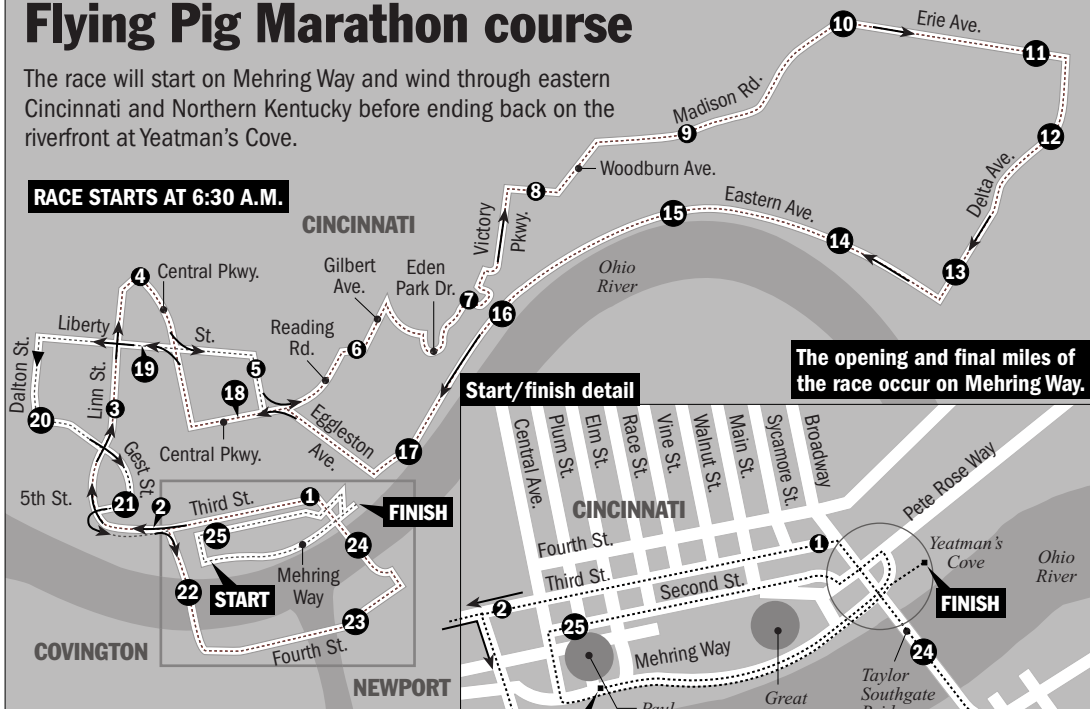 Flying Pig Marathon course
The race will start on Mehring Way and wind through eastern
Cincinnati and Northern Kentucky before ending back on the
riverfront at Yeatman's Cove.
RACE STARTS AT 6:30 A.M.
CINCINNATI
10
Erie Ave.
11
Madison Rd.
9
12
Woodburn Ave.
8
Delta Ave.
Victory
Pkwy.
15
Eastern Ave.
14
13
Ohio
River
4
Central Pkwy.
Gilbert
Ave.
Eden
Park Dr.
7
16
Liberty
St.
Reading
Rd.
6
Dalton St.
19
5
Linn St.
3
18
20
Central Pkwy.
Eggleston
Ave.
17
Gest St.
5th St.
21
2
Third St.
1
FINISH
25
24
START
Mehring
Way
22
23
Fourth St.
COVINGTON
NEWPORT
The opening and final miles of
the race occur on Mehring Way.
Start/finish detail
Central Ave.
Plum St.
Elm St.
Race St.
Vine St.
Walnut St.
Main St.
Sycamore St.
Broadway
CINCINNATI
Pete Rose Way
Fourth St.
1
Yeatman's
Cove
Ohio
River
Third St.
Second St.
2
FINISH
25
Mehring Way
24
Taylor
Southgate
Paul
Great